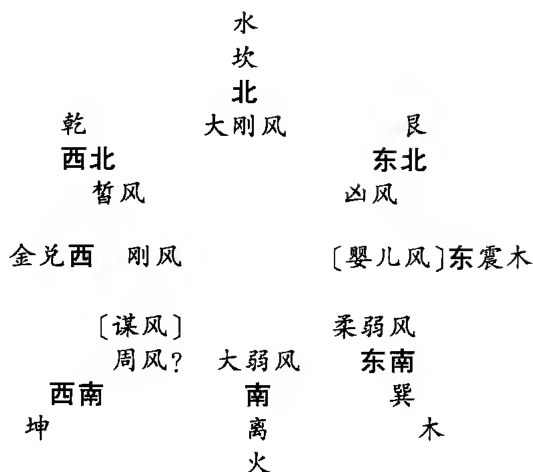 水
坎
北
乾 大刚风 艮
西北 东北
晳风 凶风
金兑西 刚风 〔婴儿风〕东震木
〔谋风〕 柔弱风
周风? 大弱风 东南
西南 南 巽
坤 离 木
火